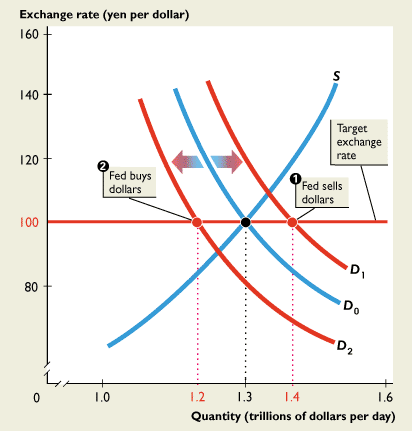 Exchange rate (yen per dollar)
160
140
120
100
80
0
S
Target
exchange
rate
❷ Fed buys
dollars
❶ Fed sells
dollars
D1
D0
D2
1.0
1.2
1.3
1.4
1.6
Quantity (trillions of dollars per day)